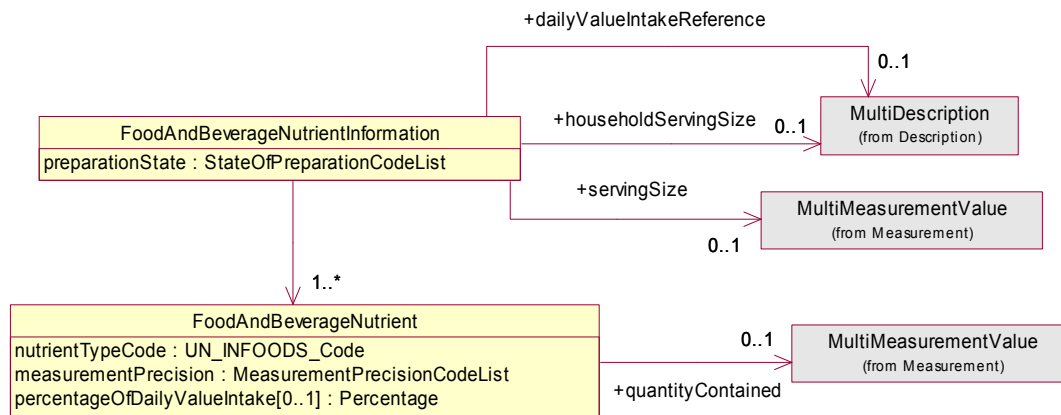 +dailyValueIntakeReference
0..1
FoodAndBeverageNutrientInformation
preparationState : StateOfPreparationCodeList
+householdServingSize
0..1
MultiDescription
(from Description)
+servingSize
0..1
MultiMeasurementValue
(from Measurement)
1..*
FoodAndBeverageNutrient
nutrientTypeCode : UN_INFOODS_Code
measurementPrecision : MeasurementPrecisionCodeList
percentageOfDailyValueIntake[0..1] : Percentage
0..1
+quantityContained
MultiMeasurementValue
(from Measurement)